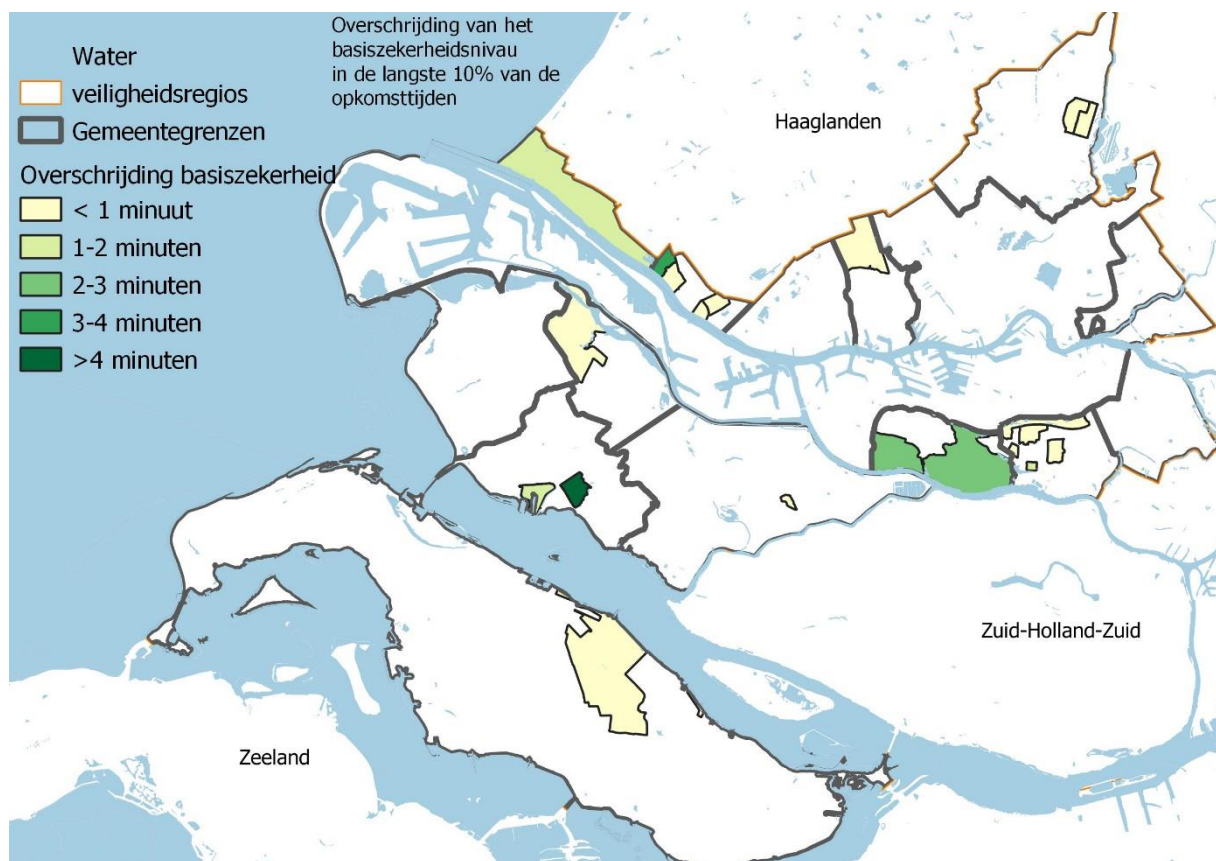 Water
veiligheidsregios
Gemeentegrenzen
Overschrijding basiszekerheid
< 1 minuut
1-2 minuten
2-3 minuten
3-4 minuten
>4 minuten
Overschrijding van het
basiszekerheidsnivau
in de langste 10% van de
opkomsttijden
Haaglanden
Zuid-Holland-Zuid
Zeeland